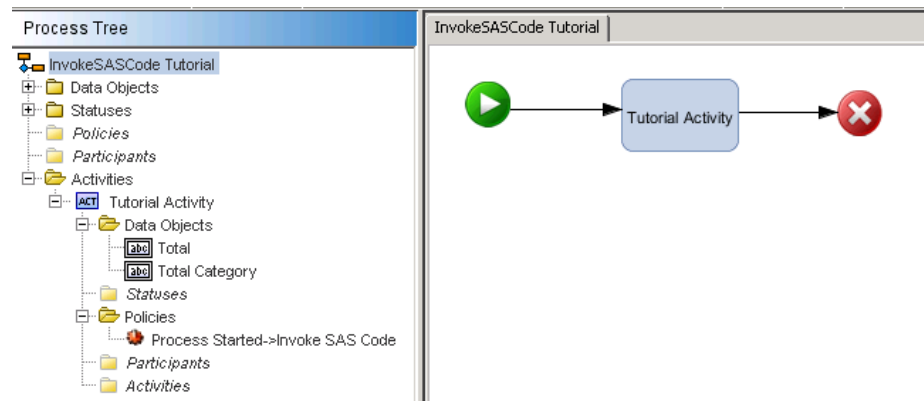 Process Tree
InvokeSASCode Tutorial
Data Objects
Statuses
Policies
Participants
Activities
ACT Tutorial Activity
Data Objects
abc Total
abc Total Category
Statuses
Policies
Process Started->Invoke SAS Code
Participants
Activities
InvokeSASCode Tutorial
Tutorial Activity